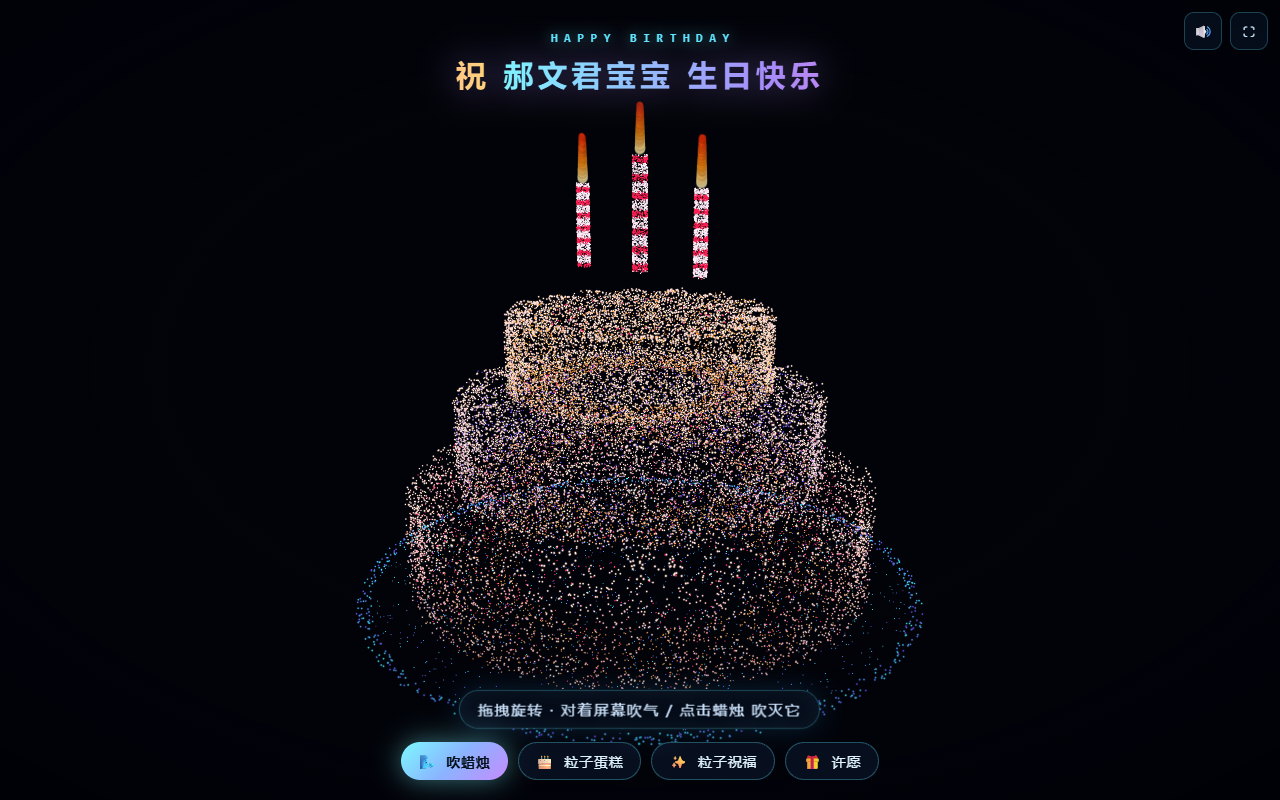 HAPPY BIRTHDAY
祝 郝文君宝宝 生日快乐
拖拽旋转 · 对着屏幕吹气 / 点击蜡烛 吹灭它
吹蜡烛
粒子蛋糕
粒子祝福
许愿